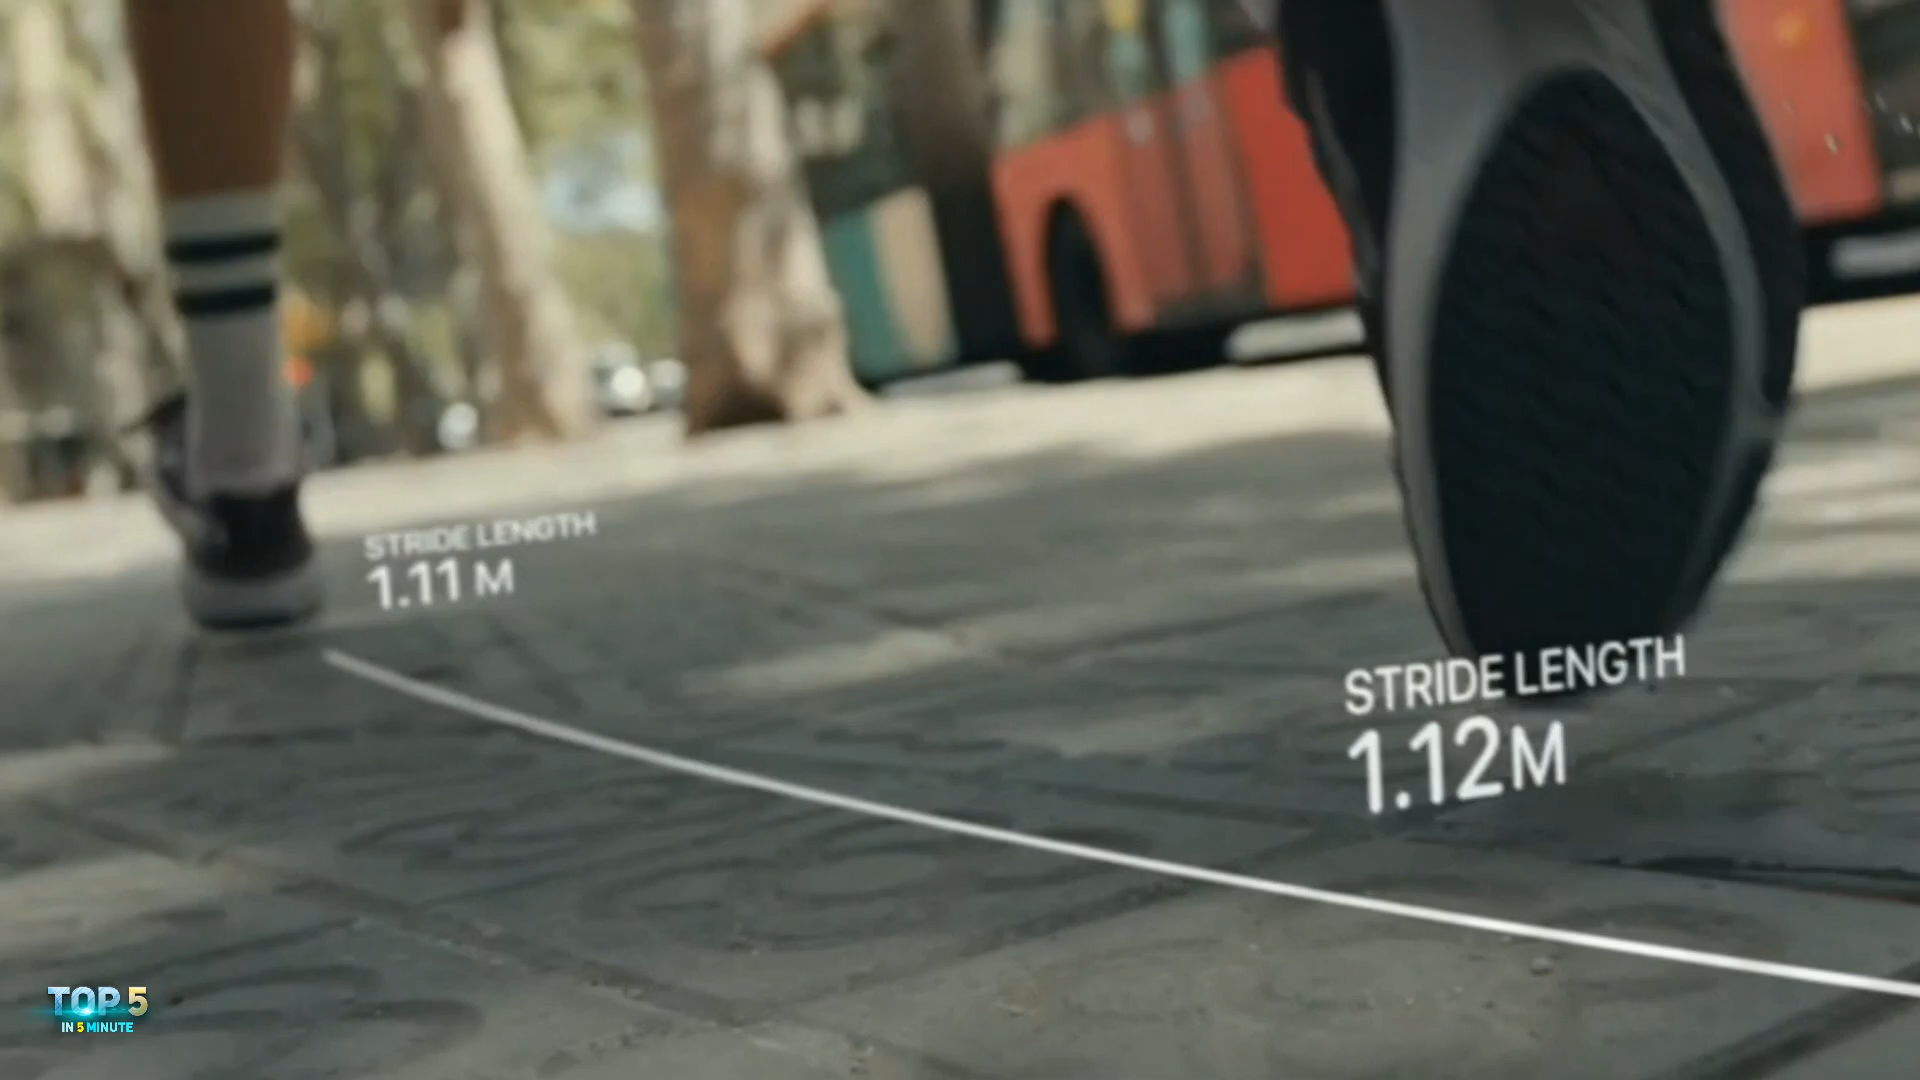 STRIDE LENGTH
1.11 M
STRIDE LENGTH
1.12M
TOP 5
IN 5 MINUTE